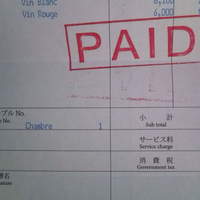 Vin Blanc
Vin Rouge 6,000
PAID
ブル No.
Chambre 1
小 計
Sub total
サービス料
Service charge
消 費 税
Government tax